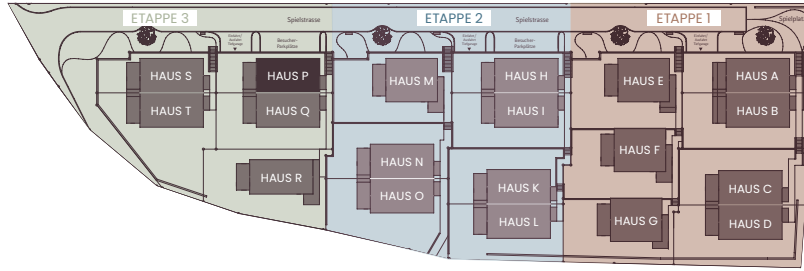 ETAPPE 3
Spielstrasse
ETAPPE 2
Spielstrasse
ETAPPE 1
Spielplatz
Besucher-
Parkplätze
Besucher-
Parkplätze
HAUS S
HAUS T
HAUS P
HAUS Q
HAUS R
HAUS M
HAUS N
HAUS O
HAUS H
HAUS I
HAUS K
HAUS L
HAUS E
HAUS F
HAUS G
HAUS A
HAUS B
HAUS C
HAUS D